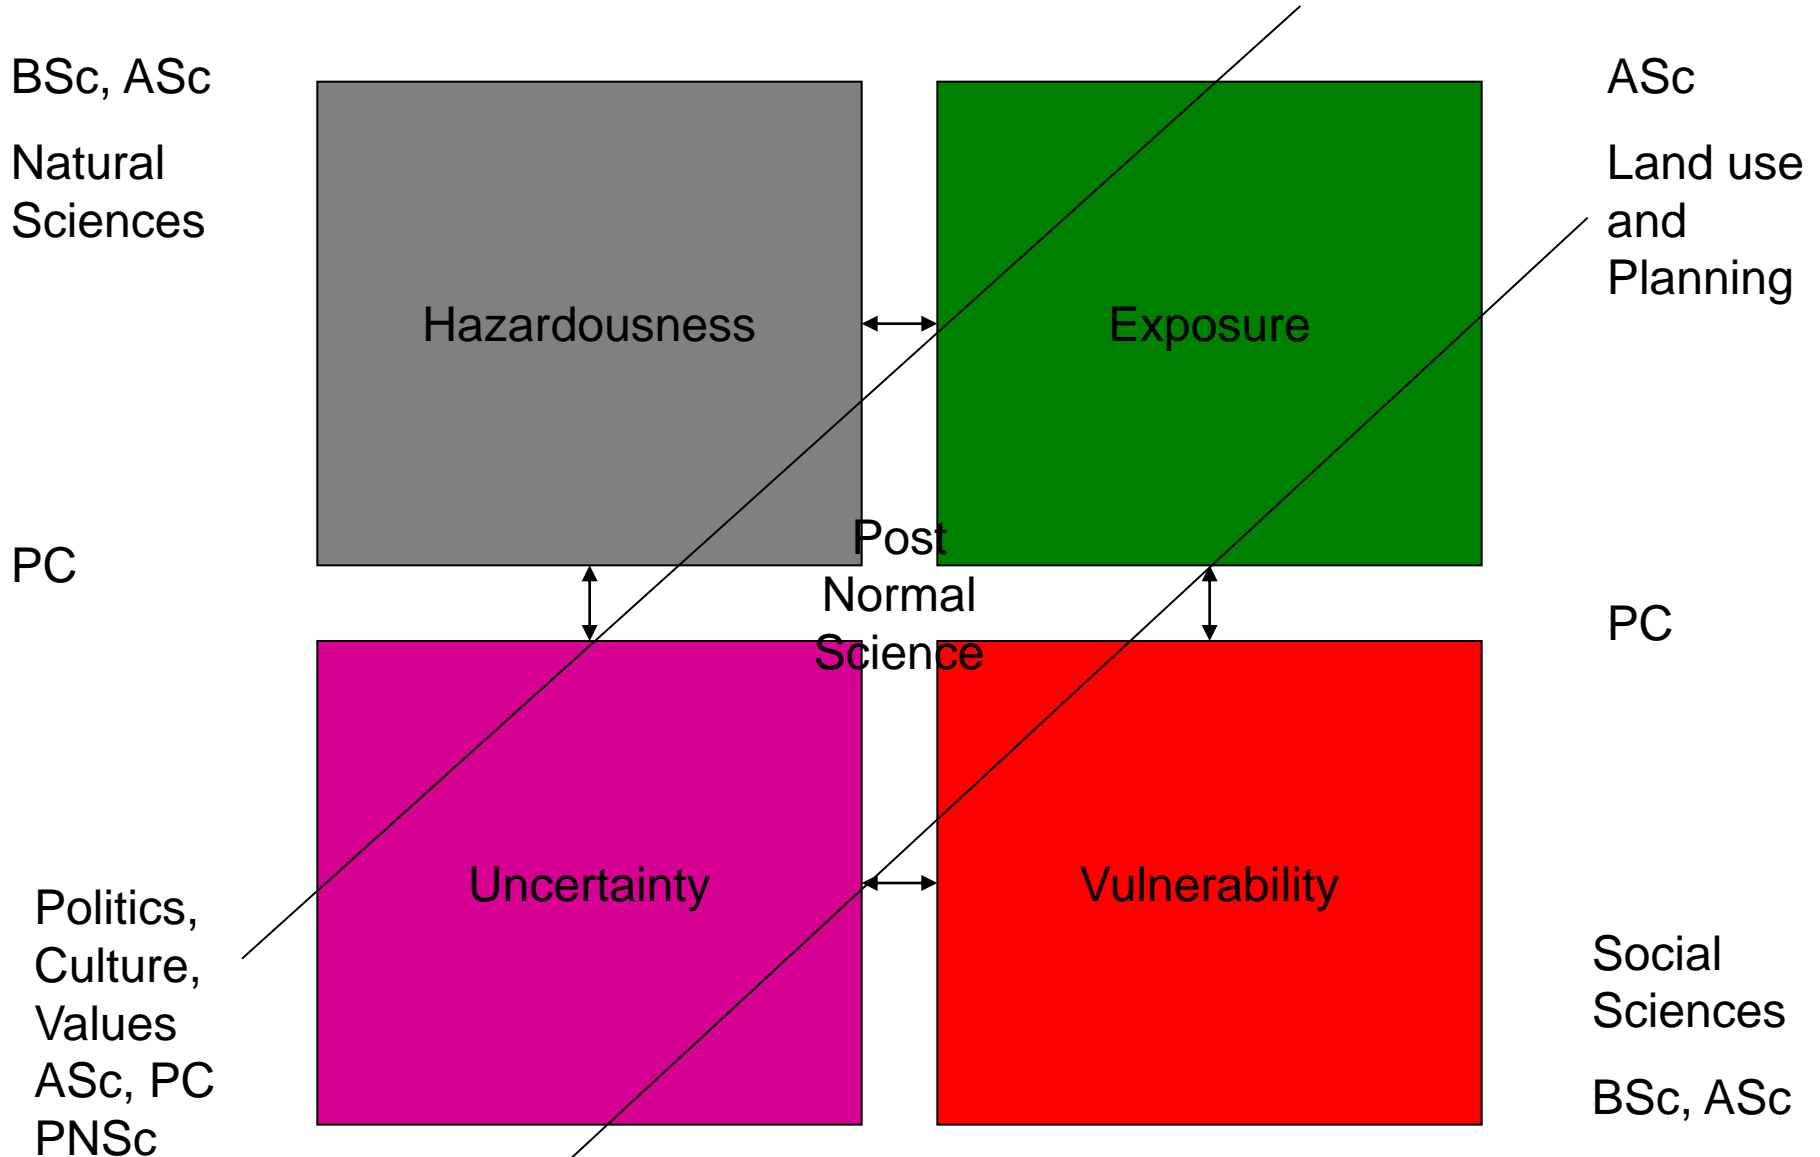 BSc, ASc
Natural
Sciences
ASc
Land use
and
Planning
Hazardousness
Exposure
Post
Normal
Science
PC
PC
Uncertainty
Vulnerability
Politics,
Culture,
Values
ASc, PC
PNSc
Social
Sciences
BSc, ASc